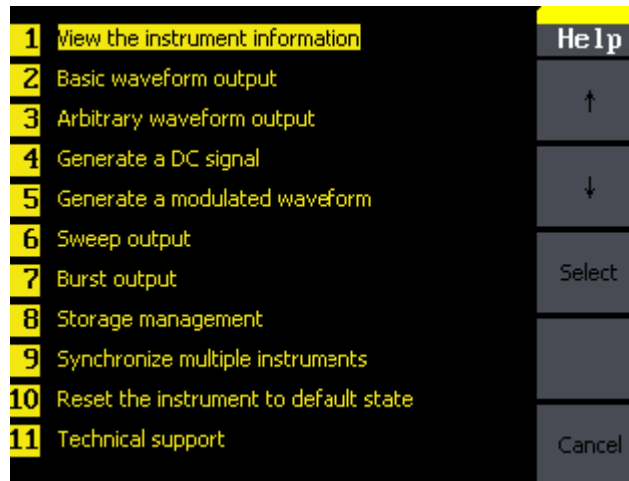 1 View the instrument information
2 Basic waveform output
3 Arbitrary waveform output
4 Generate a DC signal
5 Generate a modulated waveform
6 Sweep output
7 Burst output
8 Storage management
9 Synchronize multiple instruments
10 Reset the instrument to default state
11 Technical support
Help
↑
↓
Select
Cancel